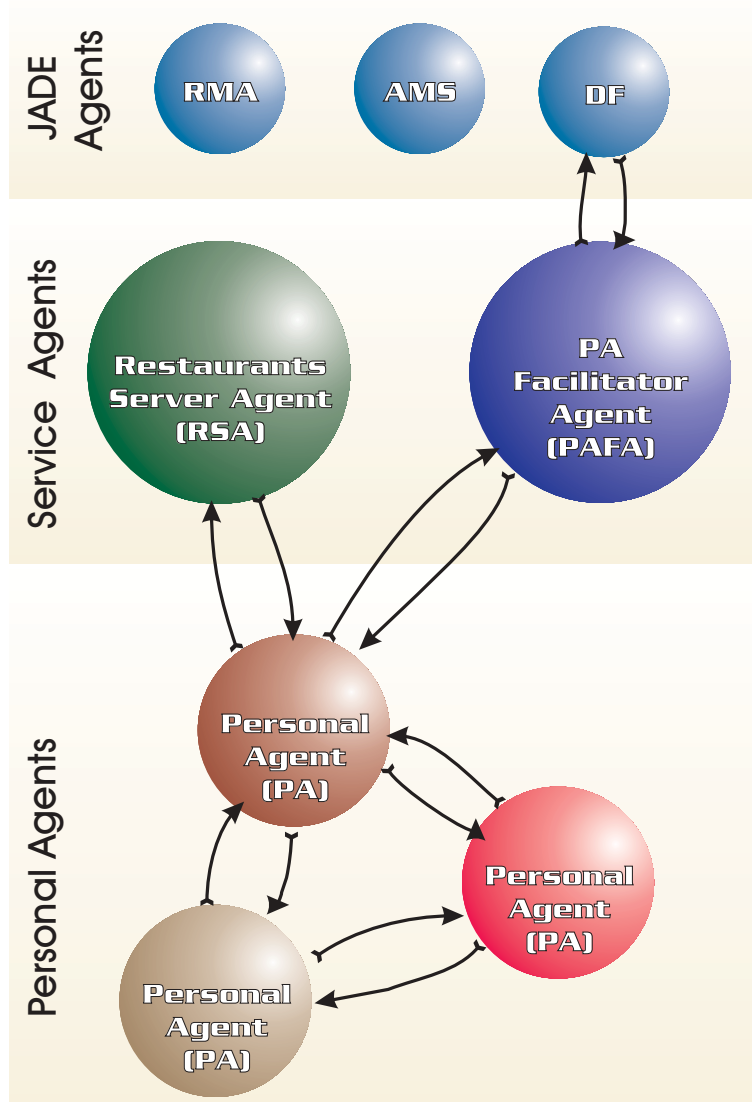 JADE
Agents
RMA
AMS
DF
Service Agents
Restaurants
Server Agent
(RSA)
PA
Facilitator
Agent
(PAFA)
Personal Agents
Personal
Agent
(PA)
Personal
Agent
(PA)
Personal
Agent
(PA)